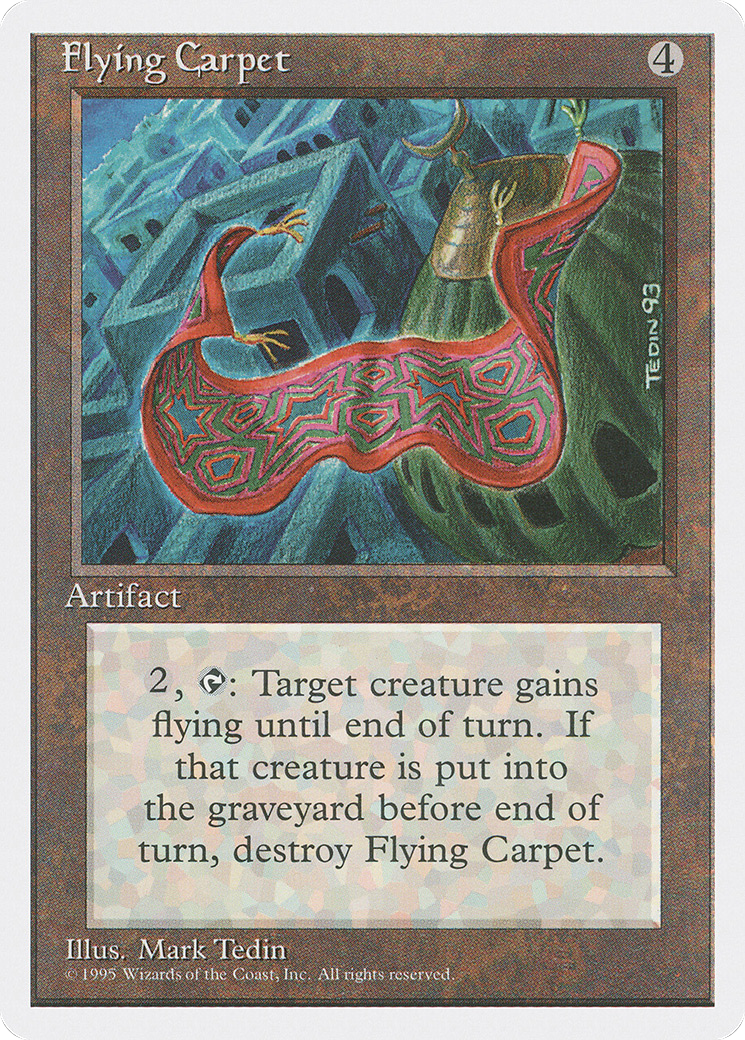 Flying Carpet 4
TEDIN 93
Artifact
2, : Target creature gains
flying until end of turn. If
that creature is put into
the graveyard before end of
turn, destroy Flying Carpet.
Illus. Mark Tedin
© 1995 Wizards of the Coast, Inc. All rights reserved.